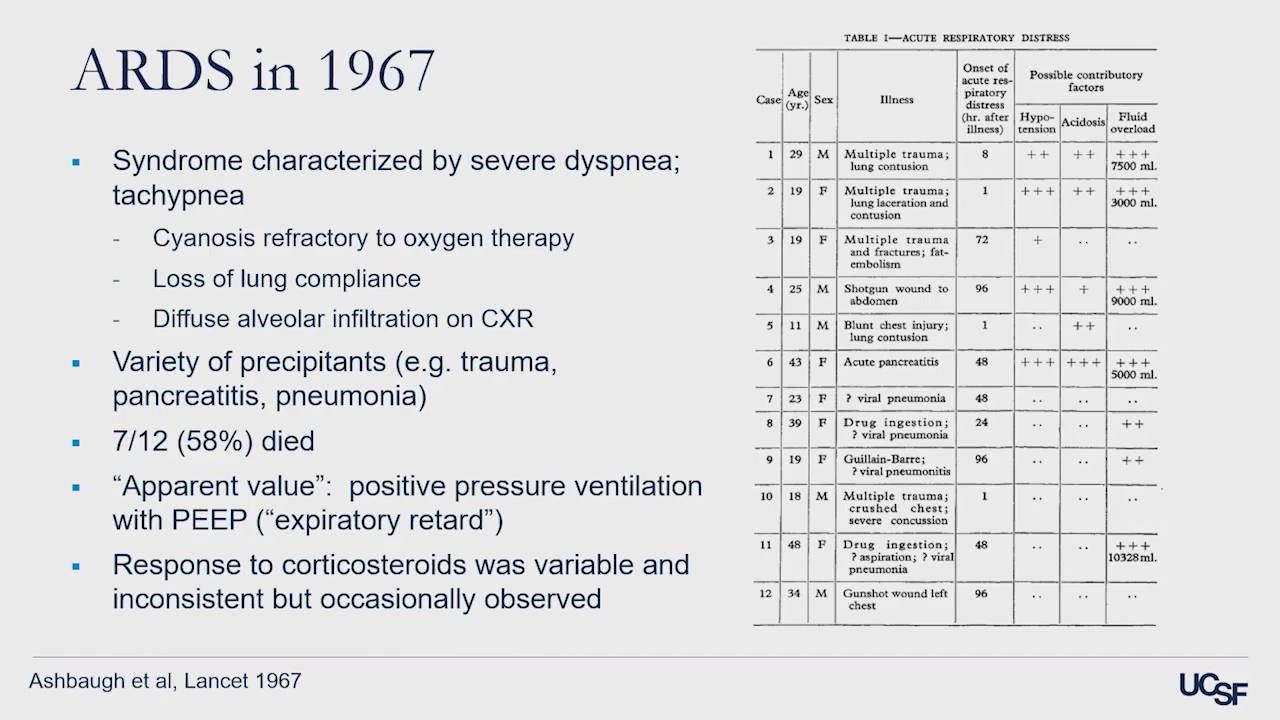 ARDS in 1967
▪ Syndrome characterized by severe dyspnea;
tachypnea
- Cyanosis refractory to oxygen therapy
- Loss of lung compliance
- Diffuse alveolar infiltration on CXR
▪ Variety of precipitants (e.g. trauma,
pancreatitis, pneumonia)
▪ 7/12 (58%) died
▪ “Apparent value”: positive pressure ventilation
with PEEP (“expiratory retard”)
▪ Response to corticosteroids was variable and
inconsistent but occasionally observed
TABLE I—ACUTE RESPIRATORY DISTRESS
Case
Age
(yr.)
Sex
Illness
Onset of
acute res-
piratory
distress
(hr. after
illness)
Possible contributory
factors
Hypo-
tension
Acidosis
Fluid
overload
1 29 M Multiple trauma; 8 ++ ++ +++
lung contusion 7500 ml.
2 19 F Multiple trauma; 1 +++ ++ +++
lung laceration and 3000 ml.
contusion
3 19 F Multiple trauma 72 + .. ..
and fractures; fat-
embolism
4 25 M Shotgun wound to 96 +++ + +++
abdomen 9000 ml.
5 11 M Blunt chest injury; 1 .. ++ ..
lung contusion
6 43 F Acute pancreatitis 48 +++ +++ +++
5000 ml.
7 23 F ? viral pneumonia 48 .. .. ..
8 39 F Drug ingestion; 24 .. .. ++
? viral pneumonia
9 19 F Guillain-Barre; 96 .. .. ++
? viral pneumonitis
10 18 M Multiple trauma; 1 .. .. ..
crushed chest;
severe concussion
11 48 F Drug ingestion; 48 .. .. +++
? aspiration; ? viral 10328ml.
pneumonia
12 34 M Gunshot wound left 96 .. .. ..
chest
Ashbaugh et al, Lancet 1967
UCSF